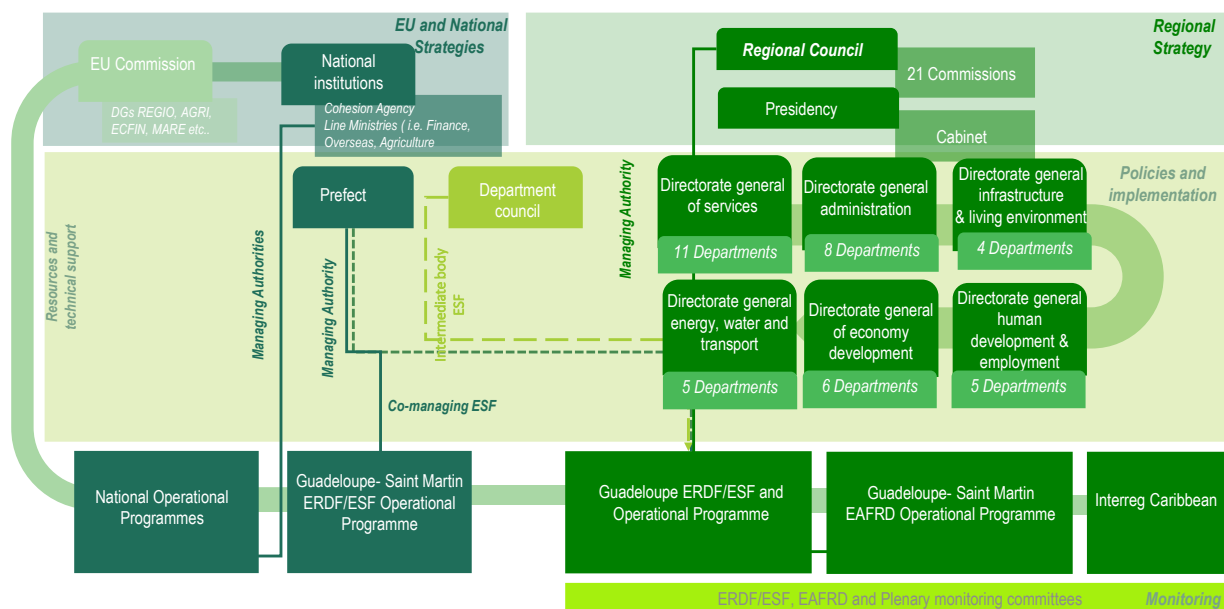 EU and National
Strategies
EU Commission
DGs REGIO, AGRI,
ECFIN, MARE etc..
National
institutions
Cohesion Agency
Line Ministries ( i.e. Finance,
Overseas, Agriculture
Regional
Strategy
Regional Council
21 Commissions
Presidency
Cabinet
Policies and
implementation
Resources and
technical support
Managing Authorities
Prefect
Managing Authority
Department
council
Intermediate body
ESF
Co-managing ESF
Managing Authority
Directorate general
of services
11 Departments
Directorate general
administration
8 Departments
Directorate general
infrastructure
& living environment
4 Departments
Directorate general
energy, water and
transport
5 Departments
Directorate general
of economy
development
6 Departments
Directorate general
human
development &
employment
5 Departments
National Operational
Programmes
Guadeloupe- Saint Martin
ERDF/ESF Operational
Programme
Guadeloupe ERDF/ESF and
Operational Programme
Guadeloupe- Saint Martin
EAFRD Operational Programme
Interreg Caribbean
ERDF/ESF, EAFRD and Plenary monitoring committees
Monitoring